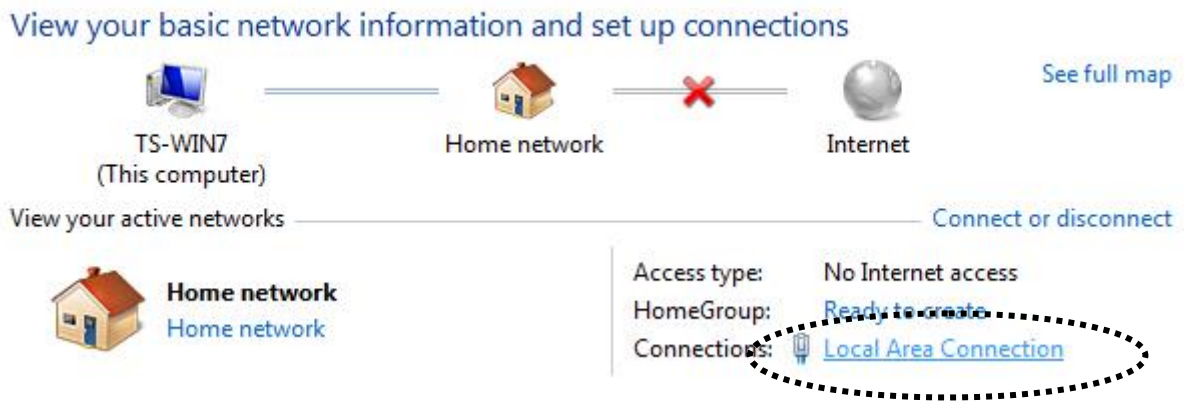 View your basic network information and set up connections
See full map
TS-WIN7
(This computer)
Home network
Internet
View your active networks
Connect or disconnect
Home network
Home network
Access type: No Internet access
HomeGroup: Ready to create
Connections: Local Area Connection